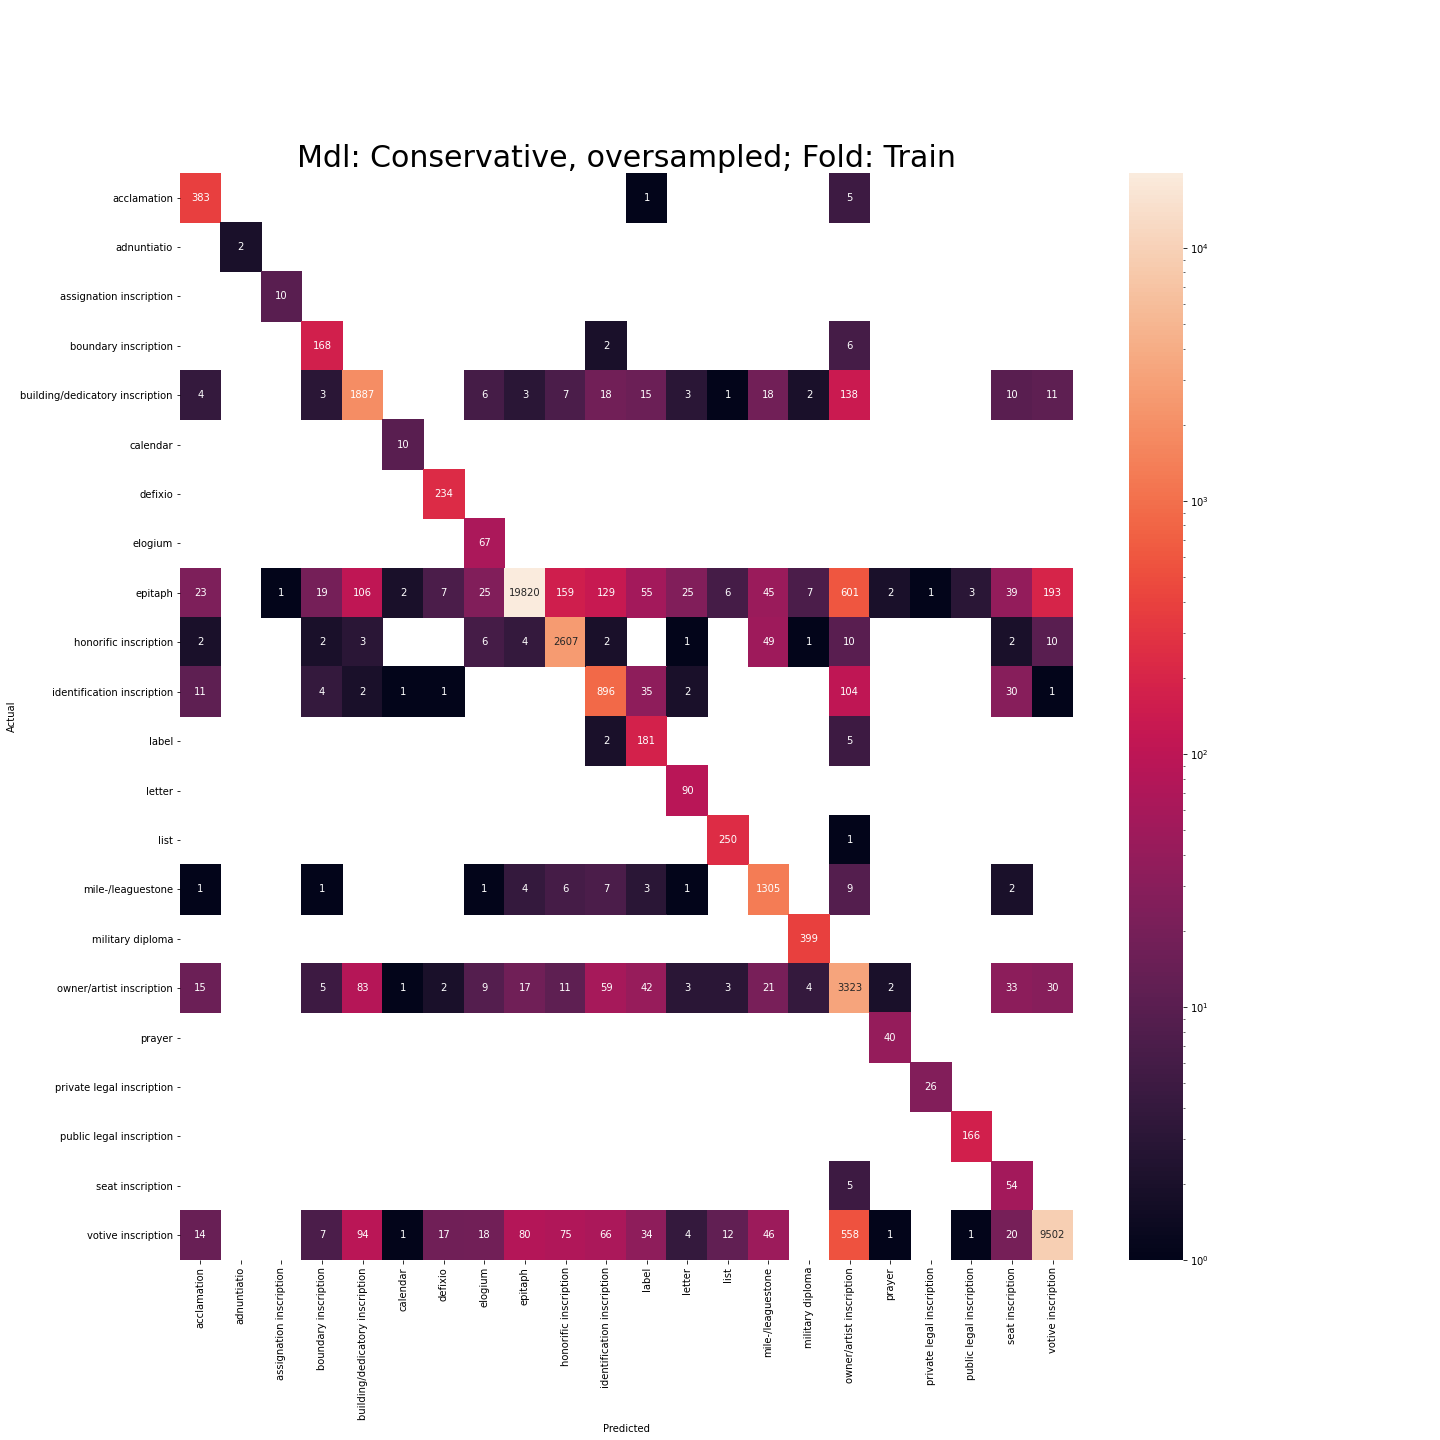 Mdl: Conservative, oversampled; Fold: Train
acclamation 383 1 5
adnuntiatio 2
assignation inscription 10
boundary inscription 168 2 6
building/dedicatory inscription 4 3 1887 6 3 7 18 15 3 1 18 2 138 10 11
calendar 10
defixio 234
elogium 67
epitaph 23 1 19 106 2 7 25 19820 159 129 55 25 6 45 7 601 2 1 3 39 193
honorific inscription 2 2 3 6 4 2607 2 1 49 1 10 2 10
identification inscription 11 4 2 1 1 896 35 2 104 30 1
label 2 181 5
letter 90
list 250 1
mile-/leaguestone 1 1 1 4 6 7 3 1 1305 9 2
military diploma 399
owner/artist inscription 15 5 83 1 2 9 17 11 59 42 3 3 21 4 3323 2 33 30
prayer 40
private legal inscription 26
public legal inscription 166
seat inscription 5 54
votive inscription 14 7 94 1 17 18 80 75 66 34 4 12 46 558 1 1 20 9502
Actual
acclamation
adnuntiatio
assignation inscription
boundary inscription
building/dedicatory inscription
calendar
defixio
elogium
epitaph
honorific inscription
identification inscription
label
letter
list
mile-/leaguestone
military diploma
owner/artist inscription
prayer
private legal inscription
public legal inscription
seat inscription
votive inscription
Predicted
10⁴
10³
10²
10¹
10⁰